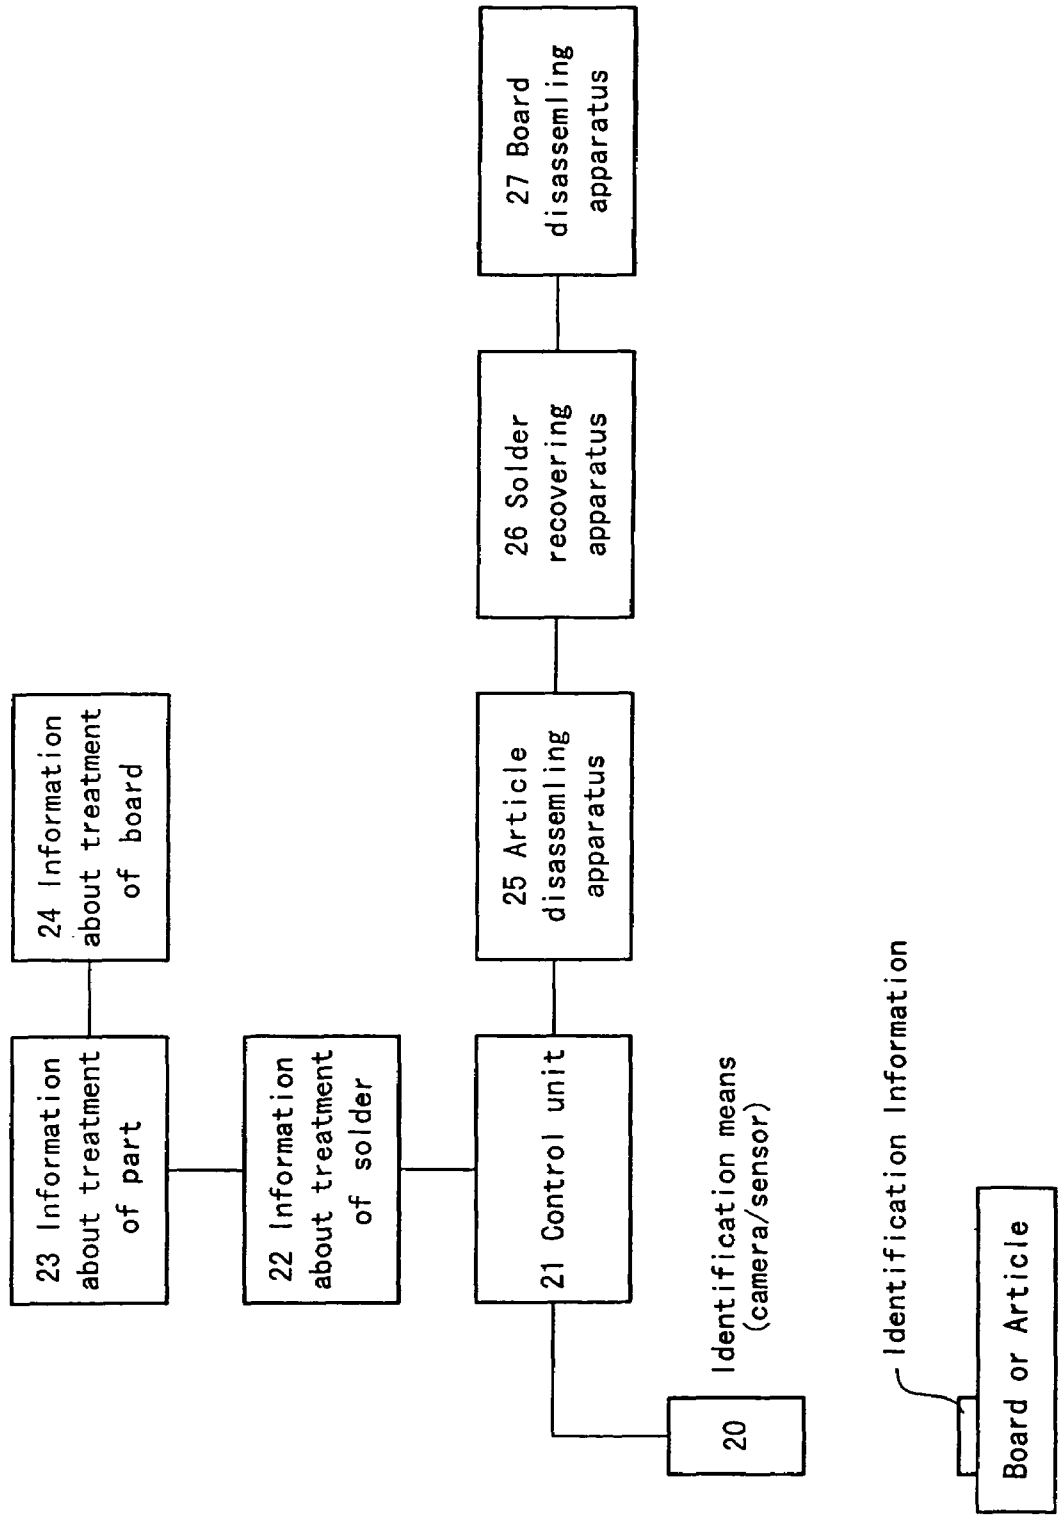 23 Information
about treatment
of part
24 Information
about treatment
of board
22 Information
about treatment
of solder
21 Control unit
25 Article
disassemling
apparatus
26 Solder
recovering
apparatus
27 Board
disassemling
apparatus
20
Identification means
(camera/sensor)
Identification Information
Board or Article